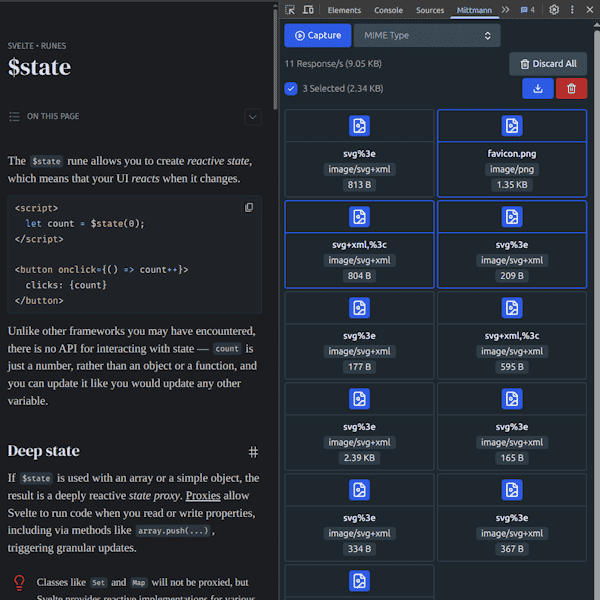 SVELTE • RUNES
$state
ON THIS PAGE
The $state rune allows you to create reactive state,
which means that your UI reacts when it changes.
<script>
let count = $state(0);
</script>
<button onclick={() => count++}>
clicks: {count}
</button>
Unlike other frameworks you may have encountered,
there is no API for interacting with state — count is
just a number, rather than an object or a function, and
you can update it like you would update any other
variable.
Deep state
#
If $state is used with an array or a simple object, the
result is a deeply reactive state proxy. Proxies allow
Svelte to run code when you read or write properties,
including via methods like array.push(...),
triggering granular updates.
Classes like Set and Map will not be proxied, but
Svelte provides reactive implementations for various
Elements Console Sources Mittmann 4
Capture
MIME Type
11 Response/s (9.05 KB)
Discard All
3 Selected (2.34 KB)
svg%3e
image/svg+xml
813 B
favicon.png
image/png
1.35 KB
svg+xml,%3c
image/svg+xml
804 B
svg%3e
image/svg+xml
209 B
svg%3e
image/svg+xml
177 B
svg+xml,%3c
image/svg+xml
595 B
svg%3e
image/svg+xml
2.39 KB
svg%3e
image/svg+xml
165 B
svg%3e
image/svg+xml
334 B
svg%3e
image/svg+xml
367 B